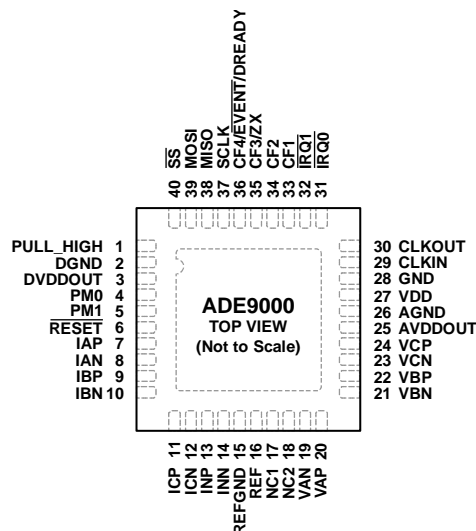 40 SS
39 MOSI
38 MISO
37 SCLK
36 CF4/EVENT/DREADY
35 CF3/ZX
34 CF2
33 CF1
32 IRQ1
31 IRQ0
PULL_HIGH 1
DGND 2
DVDDOUT 3
PM0 4
PM1 5
RESET 6
IAP 7
IAN 8
IBP 9
IBN 10
ADE9000
TOP VIEW
(Not to Scale)
30 CLKOUT
29 CLKIN
28 GND
27 VDD
26 AGND
25 AVDDOUT
24 VCP
23 VCN
22 VBP
21 VBN
ICP 11
ICN 12
INP 13
INN 14
REFGND 15
REF 16
NC1 17
NC2 18
VAN 19
VAP 20